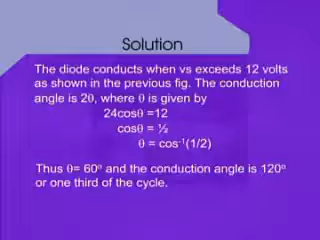 Solution
The diode conducts when vs exceeds 12 volts
as shown in the previous fig. The conduction
angle is 2θ, where θ is given by
24cosθ =12
cosθ = ½
θ = cos⁻¹(1/2)
Thus θ= 60° and the conduction angle is 120°
or one third of the cycle.